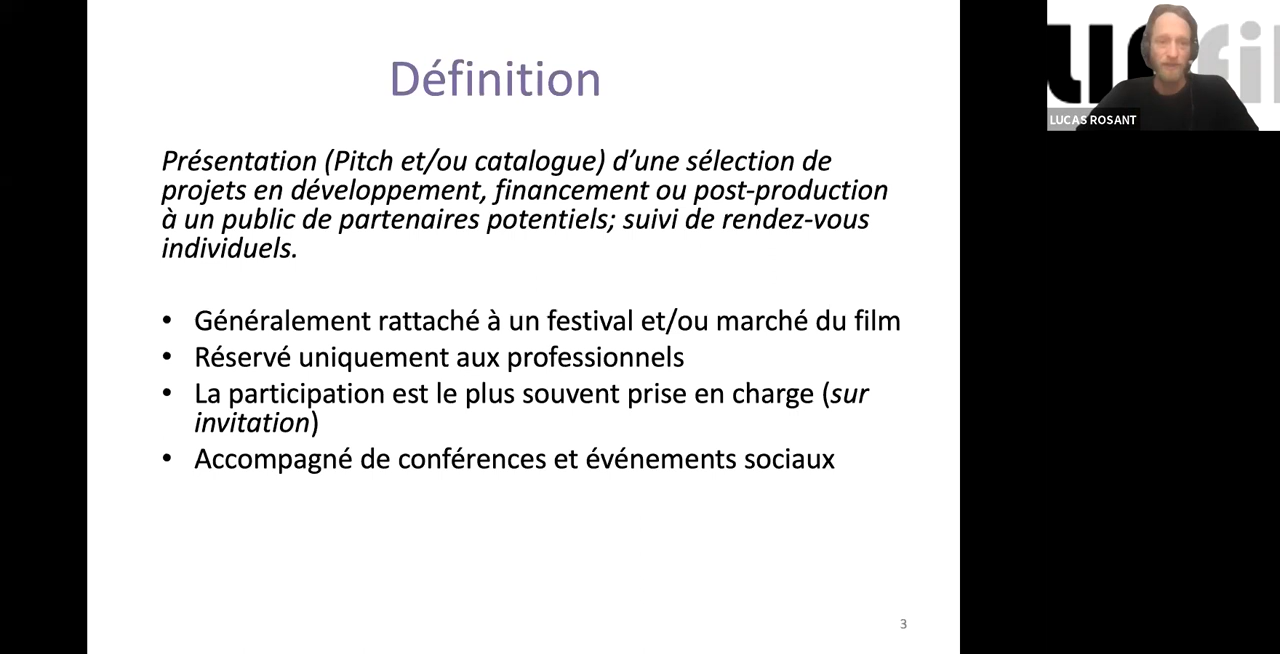 Définition
Présentation (Pitch et/ou catalogue) d’une sélection de
projets en développement, financement ou post-production
à un public de partenaires potentiels; suivi de rendez-vous
individuels.
• Généralement rattaché à un festival et/ou marché du film
• Réservé uniquement aux professionnels
• La participation est le plus souvent prise en charge (sur
invitation)
• Accompagné de conférences et événements sociaux
3
LUCAS ROSANT